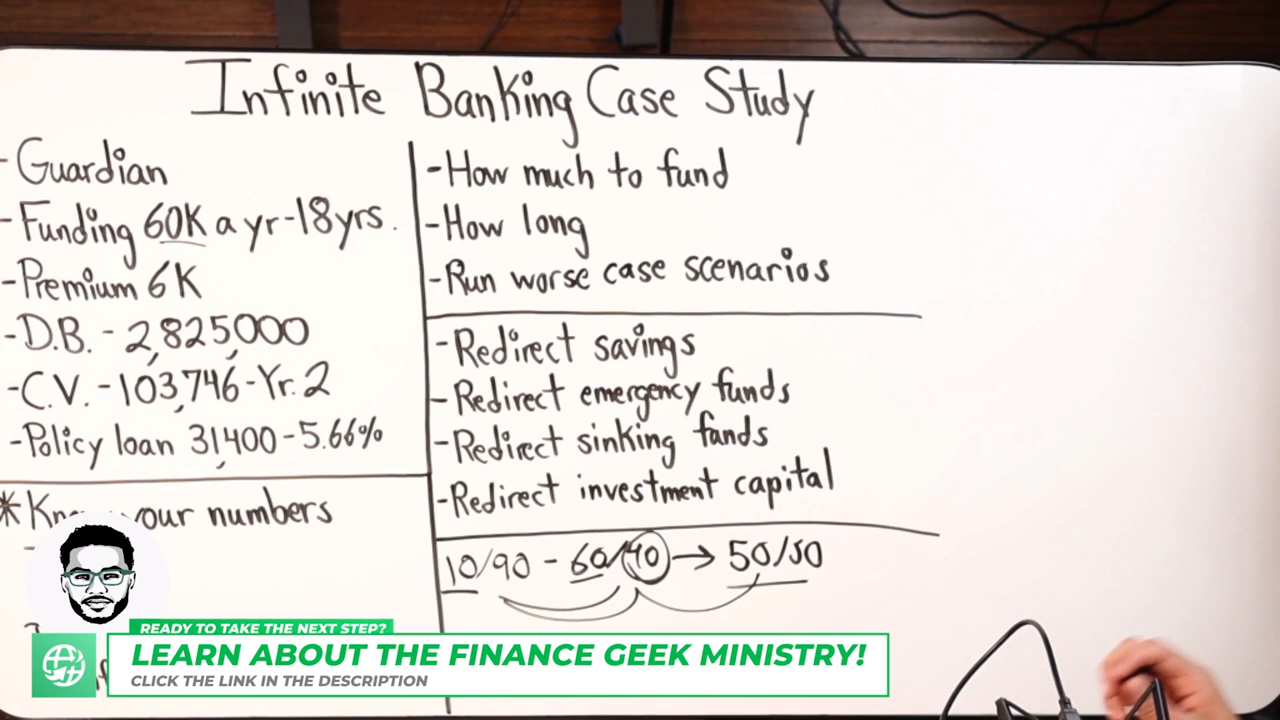 Infinite Banking Case Study
- Guardian
- Funding 60K a yr - 18yrs.
- Premium 6K
- D.B. - 2,825,000
- C.V. - 103,746 - Yr. 2
- Policy loan 31,400 - 5.66%
* Know your numbers
- How much to fund
- How long
- Run worse case scenarios
- Redirect savings
- Redirect emergency funds
- Redirect sinking funds
- Redirect investment capital
10/90 - 60/40 → 50/50
READY TO TAKE THE NEXT STEP?
LEARN ABOUT THE FINANCE GEEK MINISTRY!
CLICK THE LINK IN THE DESCRIPTION